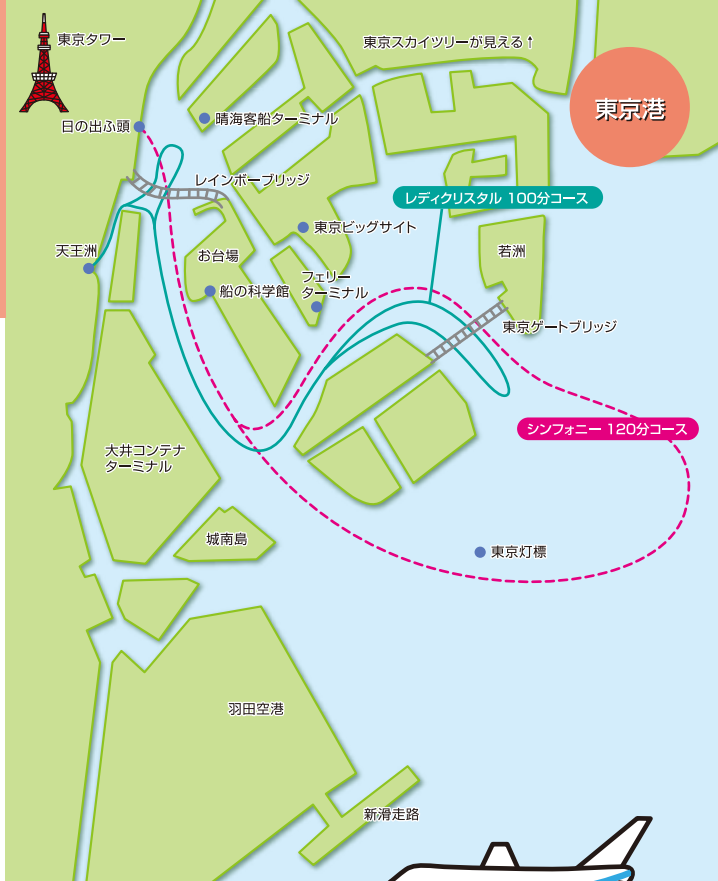 東京タワー
東京スカイツリーが見える↑
東京港
日の出ふ頭
晴海客船ターミナル
レインボーブリッジ
レディクリスタル 100分コース
東京ビッグサイト
天王洲
お台場
若洲
フェリー
ターミナル
船の科学館
東京ゲートブリッジ
シンフォニー 120分コース
大井コンテナ
ターミナル
城南島
東京灯標
羽田空港
新滑走路